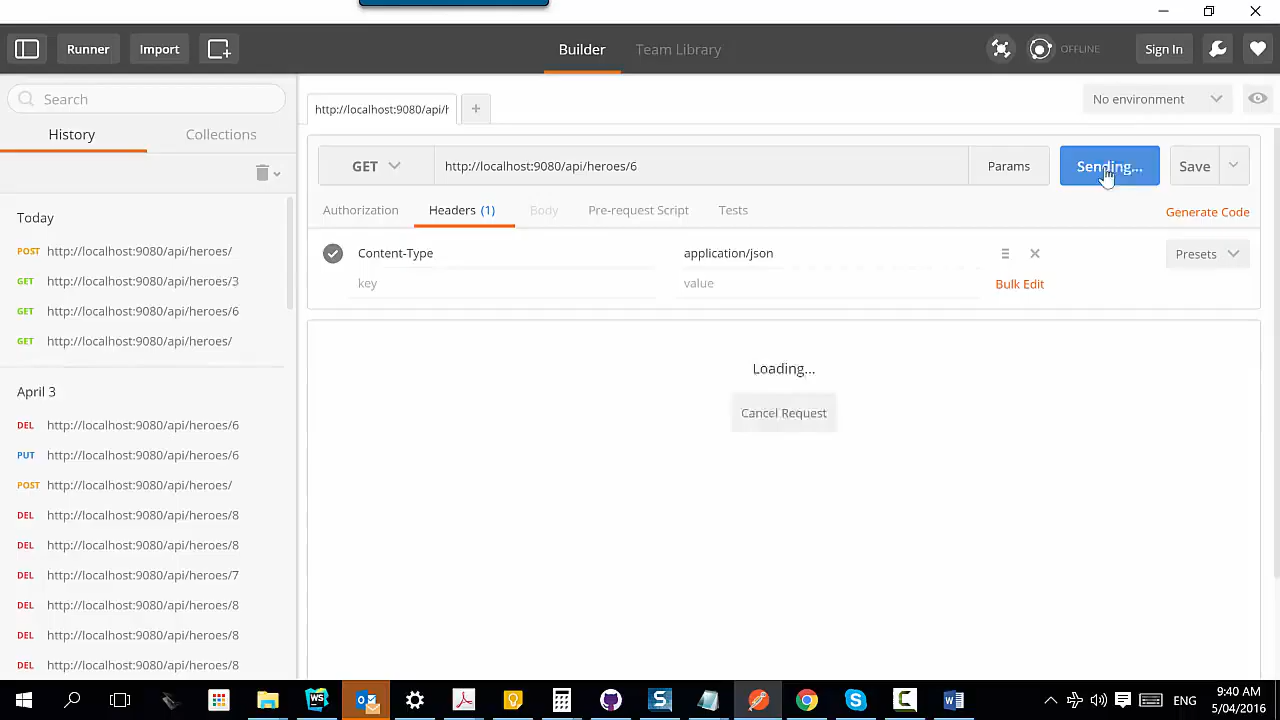 Runner
Import
Builder
Team Library
OFFLINE
Sign In
Search
History
Collections
Today
POST http://localhost:9080/api/heroes/
GET http://localhost:9080/api/heroes/3
GET http://localhost:9080/api/heroes/6
GET http://localhost:9080/api/heroes/
April 3
DEL http://localhost:9080/api/heroes/6
PUT http://localhost:9080/api/heroes/6
POST http://localhost:9080/api/heroes/
DEL http://localhost:9080/api/heroes/8
DEL http://localhost:9080/api/heroes/8
DEL http://localhost:9080/api/heroes/7
DEL http://localhost:9080/api/heroes/8
DEL http://localhost:9080/api/heroes/8
DEL http://localhost:9080/api/heroes/8
http://localhost:9080/api/h
No environment
GET
http://localhost:9080/api/heroes/6
Params
Sending...
Save
Authorization
Headers (1)
Body
Pre-request Script
Tests
Generate Code
Content-Type
application/json
Presets
key
value
Bulk Edit
Loading...
Cancel Request
WS
S
ENG
9:40 AM
5/04/2016